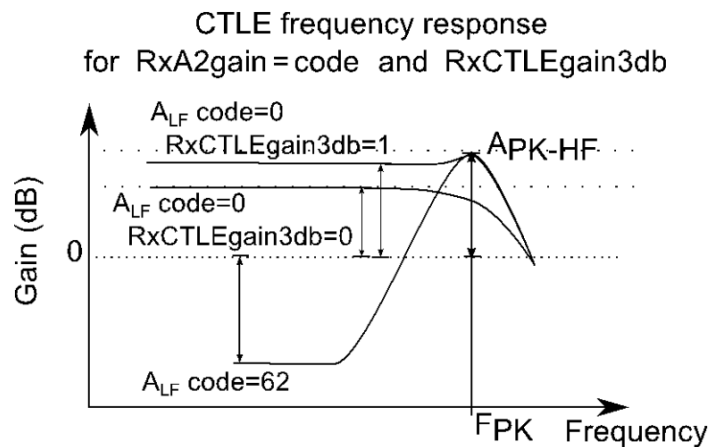 CTLE frequency response
for RxA2gain=code and RxCTLEgain3db
A_LF code=0
RxCTLEgain3db=1
A_PK-HF
A_LF code=0
RxCTLEgain3db=0
0
Gain (dB)
A_LF code=62
F_PK
Frequency